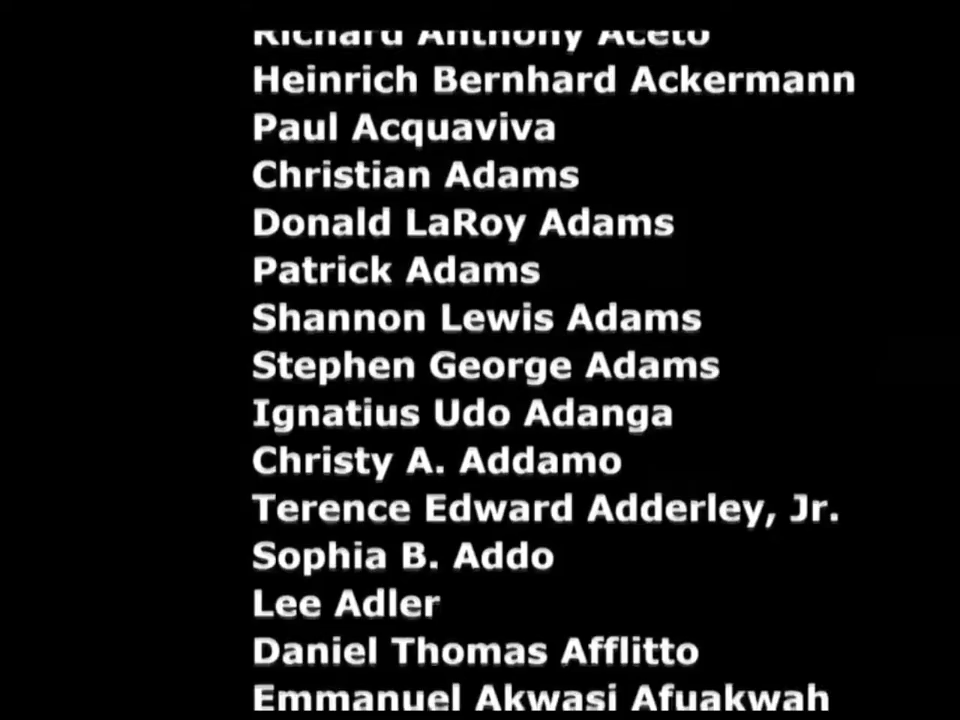 Richard Anthony Aceto
Heinrich Bernhard Ackermann
Paul Acquaviva
Christian Adams
Donald LaRoy Adams
Patrick Adams
Shannon Lewis Adams
Stephen George Adams
Ignatius Udo Adanga
Christy A. Addamo
Terence Edward Adderley, Jr.
Sophia B. Addo
Lee Adler
Daniel Thomas Afflitto
Emmanuel Akwasi Afuakwah